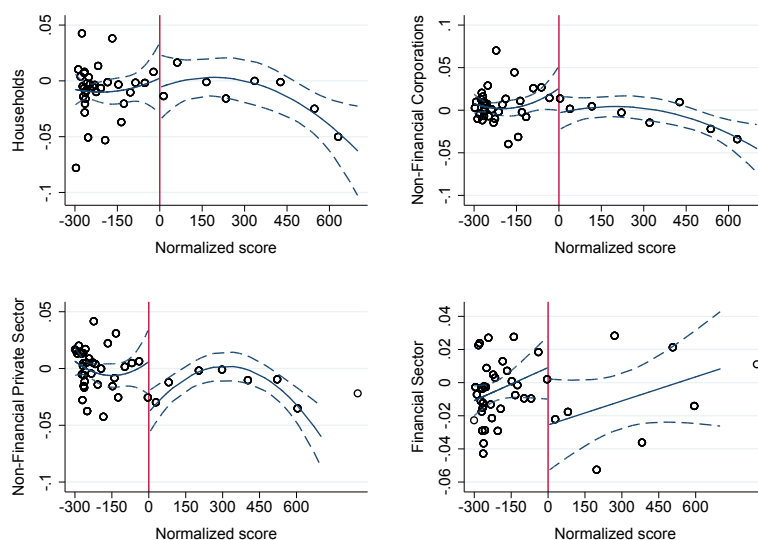 Households
.05
0
-.05
-.1
-300 -150 0 150 300 450 600
Normalized score
Non-Financial Corporations
.1
.05
0
-.05
-.1
-300 -150 0 150 300 450 600
Normalized score
Non-Financial Private Sector
.05
0
-.05
-.1
-300 -150 0 150 300 450 600
Normalized score
Financial Sector
.04
.02
0
-.02
-.04
-.06
-300 -150 0 150 300 450 600
Normalized score